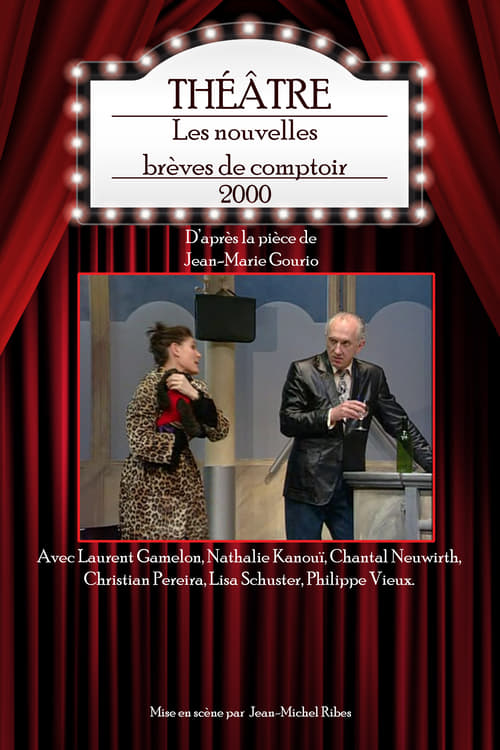 THÉÂTRE
Les nouvelles
brèves de comptoir
2000
D'après la pièce de
Jean-Marie Gourio
Avec Laurent Gamelon, Nathalie Kanouï, Chantal Neuwirth,
Christian Pereira, Lisa Schuster, Philippe Vieux.
Mise en scène par Jean-Michel Ribes